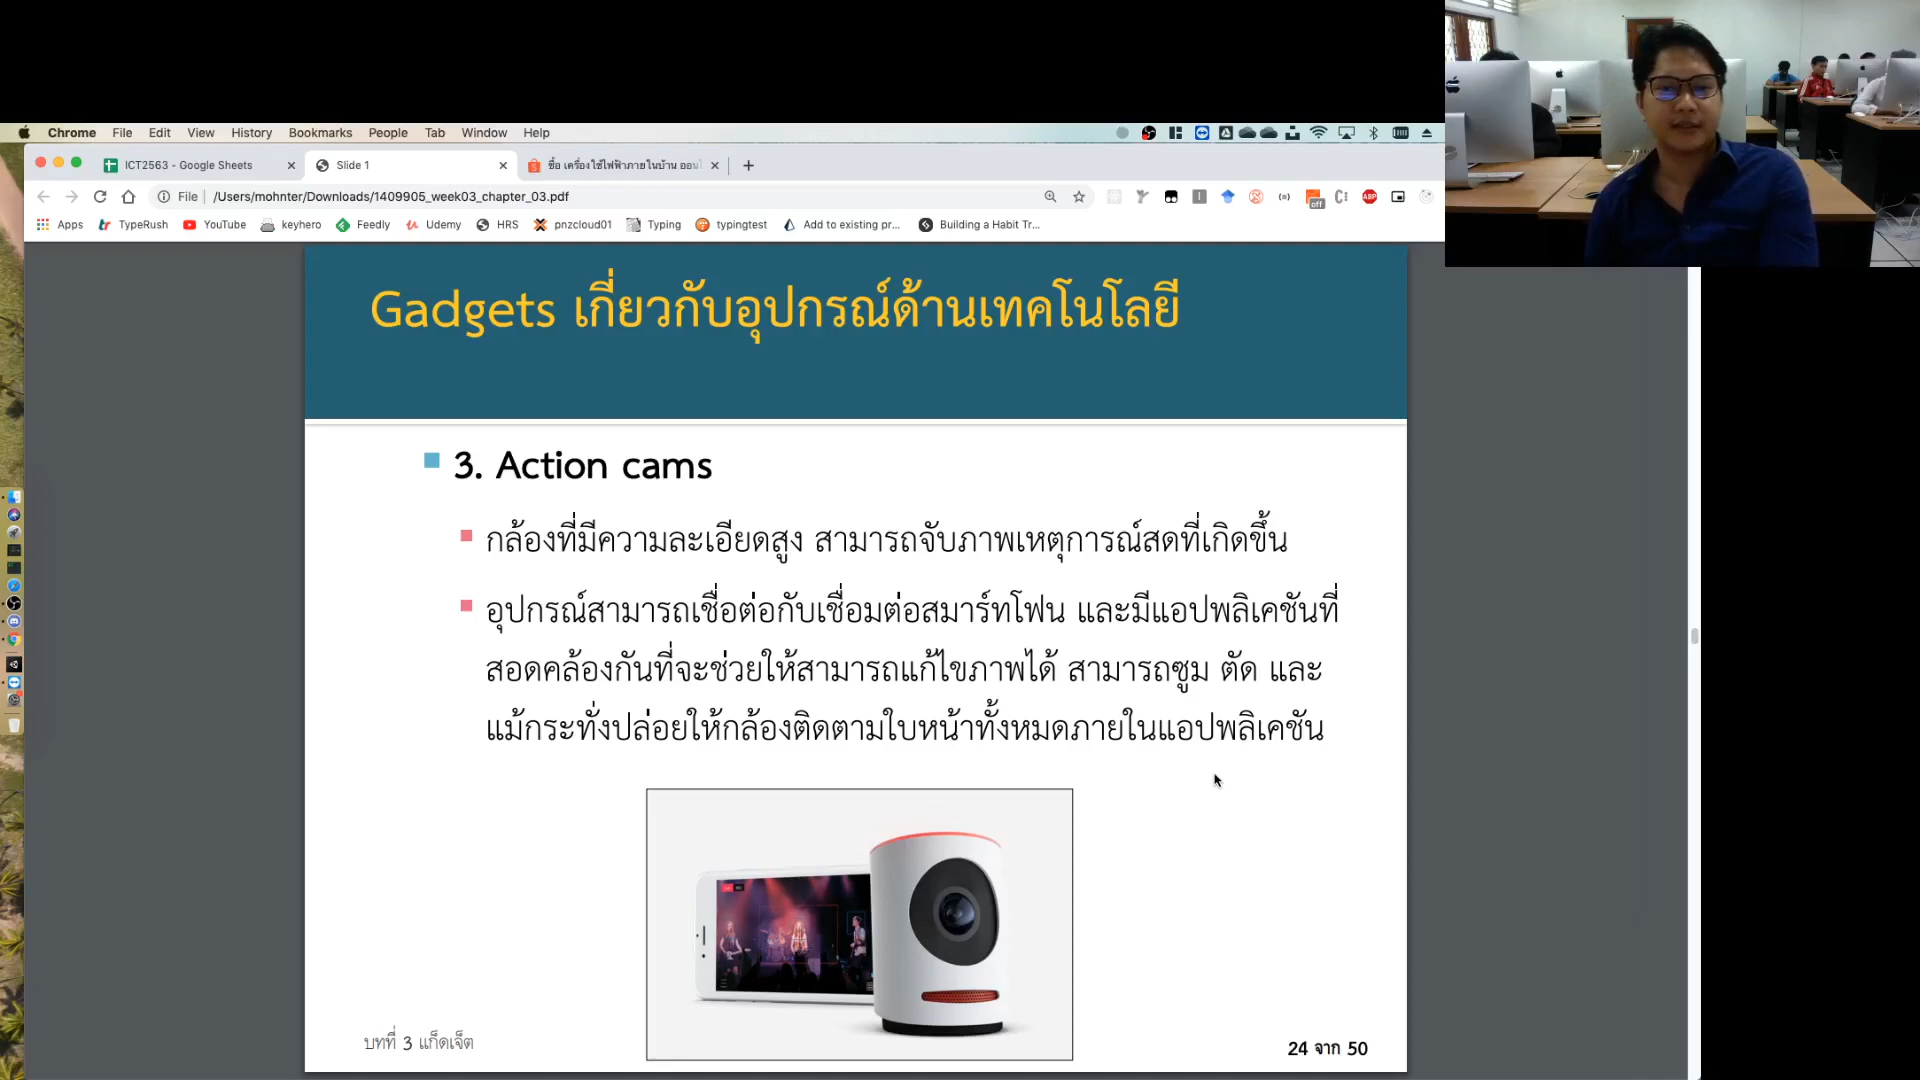 Chrome File Edit View History Bookmarks People Tab Window Help
ICT2563 - Google Sheets
Slide 1
ซื้อ เครื่องใช้ไฟฟ้าภายในบ้าน ออนไ
File /Users/mohnter/Downloads/1409905_week03_chapter_03.pdf
Apps TypeRush YouTube keyhero Feedly Udemy HRS pnzcloud01 Typing typingtest Add to existing pr... Building a Habit Tr...
off
ABP
Gadgets เกี่ยวกับอุปกรณ์ด้านเทคโนโลยี
3. Action cams
กล้องที่มีความละเอียดสูง สามารถจับภาพเหตุการณ์สดที่เกิดขึ้น
อุปกรณ์สามารถเชื่อต่อกับเชื่อมต่อสมาร์ทโฟน และมีแอปพลิเคชันที่
สอดคล้องกันที่จะช่วยให้สามารถแก้ไขภาพได้ สามารถซูม ตัด และ
แม้กระทั่งปล่อยให้กล้องติดตามใบหน้าทั้งหมดภายในแอปพลิเคชัน
บทที่ 3 แก็ดเจ็ต
24 จาก 50